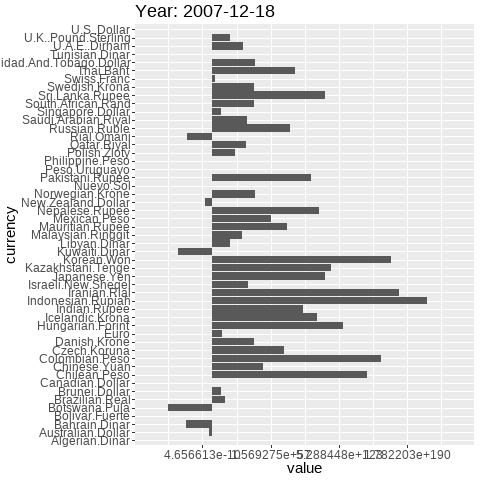 Year: 2007-12-18
currency
U.S. Dollar
U.K. Pound Sterling
U.A.E. Dirham
Tunisian.Dinar
idad.And.Tobago.Dollar
Thai.Baht
Swiss.Franc
Swedish.Krona
Sri.Lanka.Rupee
South.African.Rand
Singapore.Dollar
Saudi.Arabian.Riyal
Russian.Ruble
Rial.Omani
Qatar.Riyal
Polish.Zloty
Philippine.Peso
Peso.Uruguayo
Pakistani.Rupee
Nuevo.Sol
Norwegian.Krone
New.Zealand.Dollar
Nepalese.Rupee
Mexican.Peso
Mauritian.Rupee
Malaysian.Ringgit
Libyan.Dinar
Kuwaiti.Dinar
Korean.Won
Kazakhstani.Tenge
Japanese.Yen
Israeli.New.Sheqel
Iranian.Rial
Indonesian.Rupiah
Indian.Rupee
Icelandic.Krona
Hungarian.Forint
Euro
Danish.Krone
Czech.Koruna
Colombian.Peso
Chinese.Yuan
Chilean.Peso
Canadian.Dollar
Brunei.Dollar
Brazilian.Real
Botswana.Pula
Bolivar.Fuerte
Bahrain.Dinar
Australian.Dollar
Algerian.Dinar
value